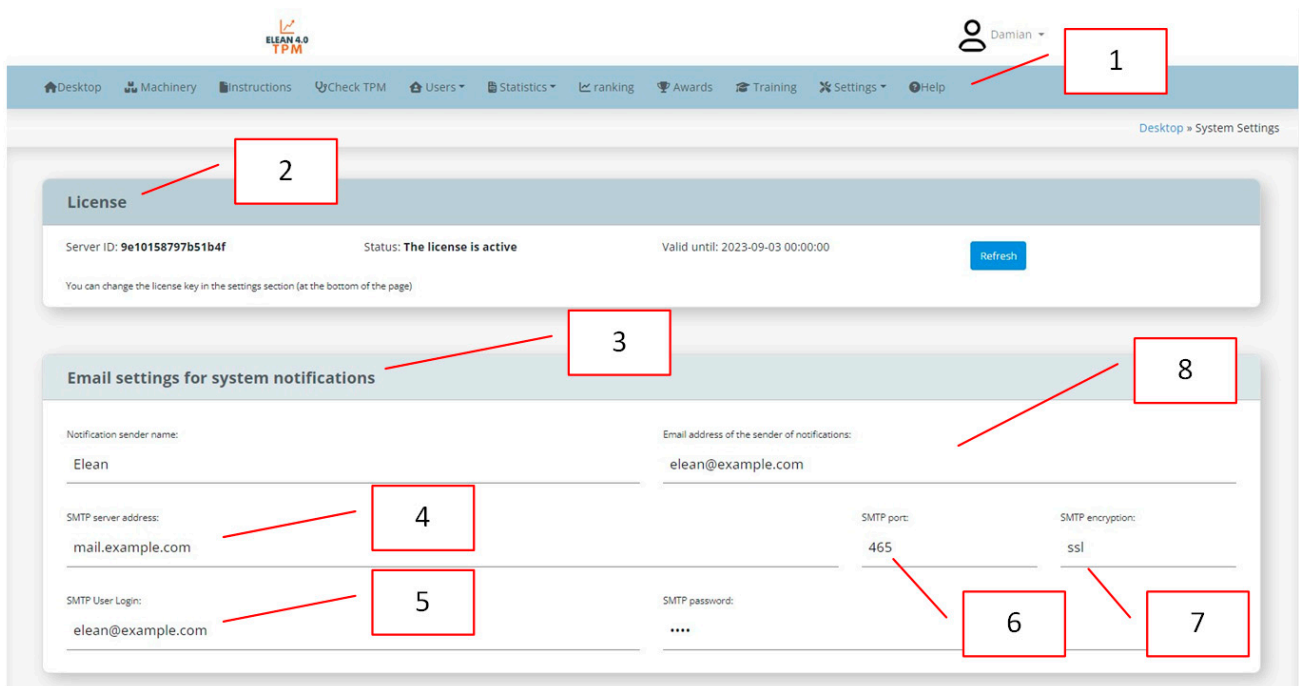 ELEAN 4.0
TPM
Damian
1
Desktop Machinery Instructions Check TPM Users Statistics ranking Awards Training Settings Help
Desktop » System Settings
2
License
Server ID: 9e10158797b51b4f Status: The license is active Valid until: 2023-09-03 00:00:00 Refresh
You can change the license key in the settings section (at the bottom of the page)
3
Email settings for system notifications
8
Notification sender name: Email address of the sender of notifications:
Elean elean@example.com
SMTP server address: 4 SMTP port: SMTP encryption:
mail.example.com 465 ssl
SMTP User Login: 5 SMTP password:
elean@example.com ••••
6 7